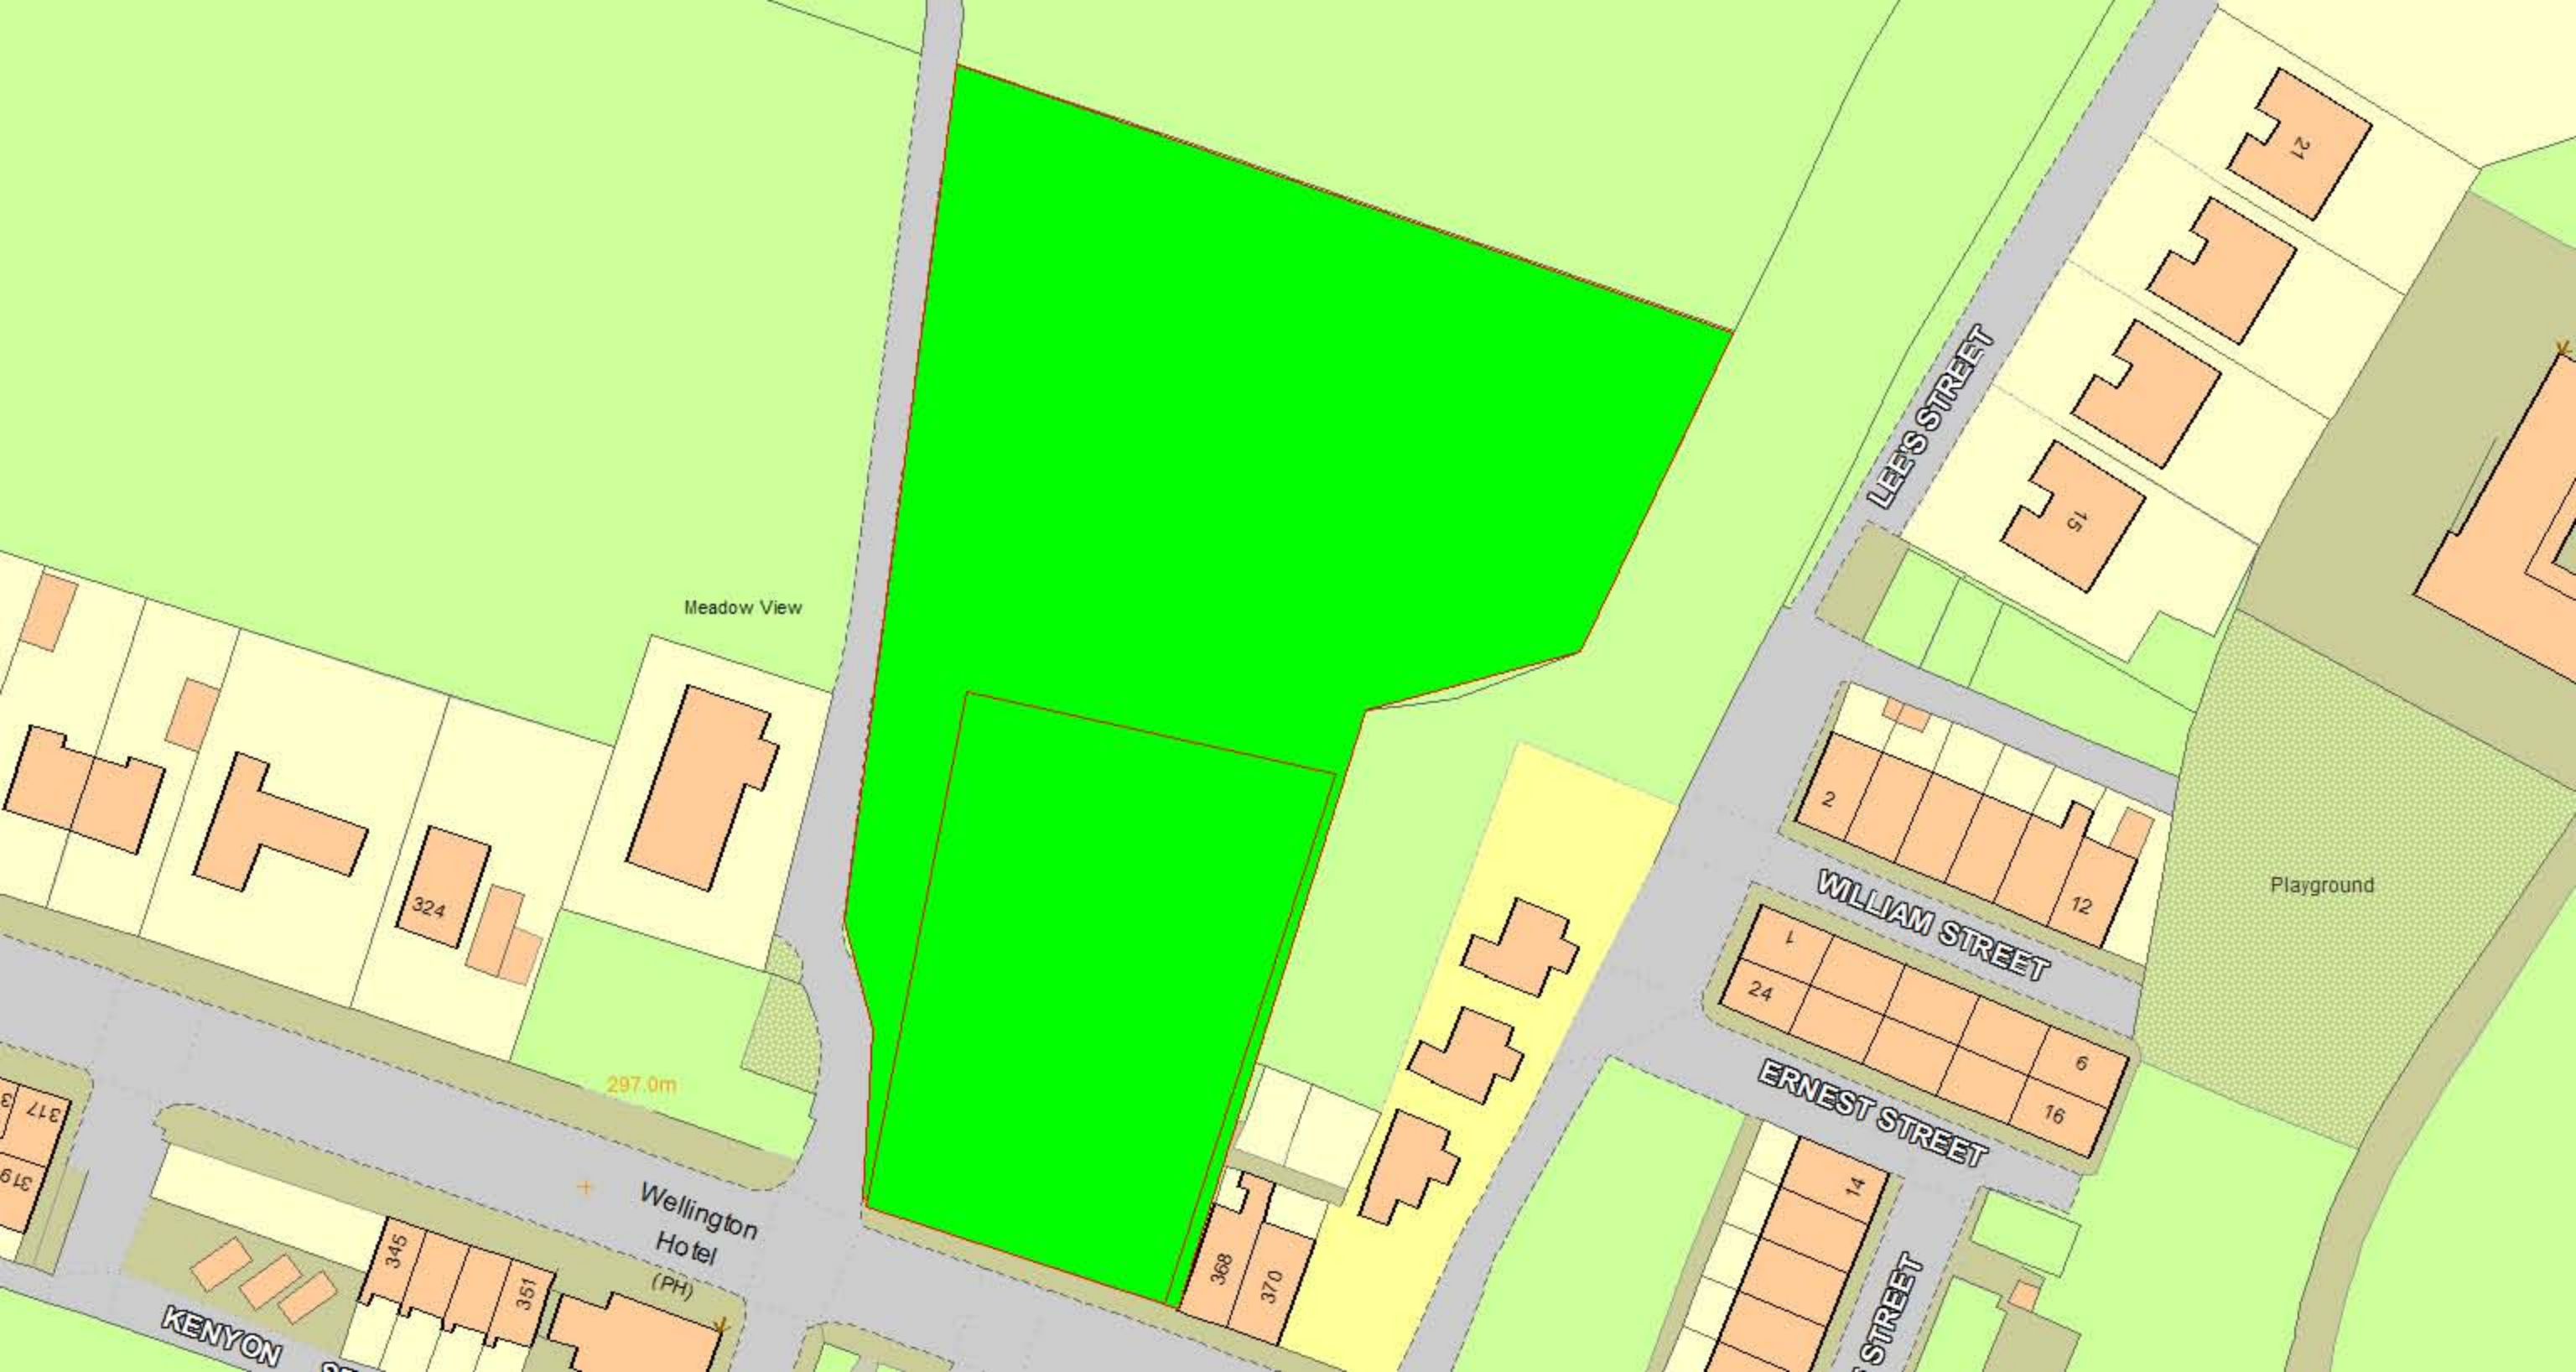 21
LEE'S STREET
15
Meadow View
2
12
WILLIAM STREET
Playground
324
1
24
6
16
ERNEST STREET
297.0m
317
319
Wellington
Hotel
(PH)
345
351
368
370
14
KENYON
STREET